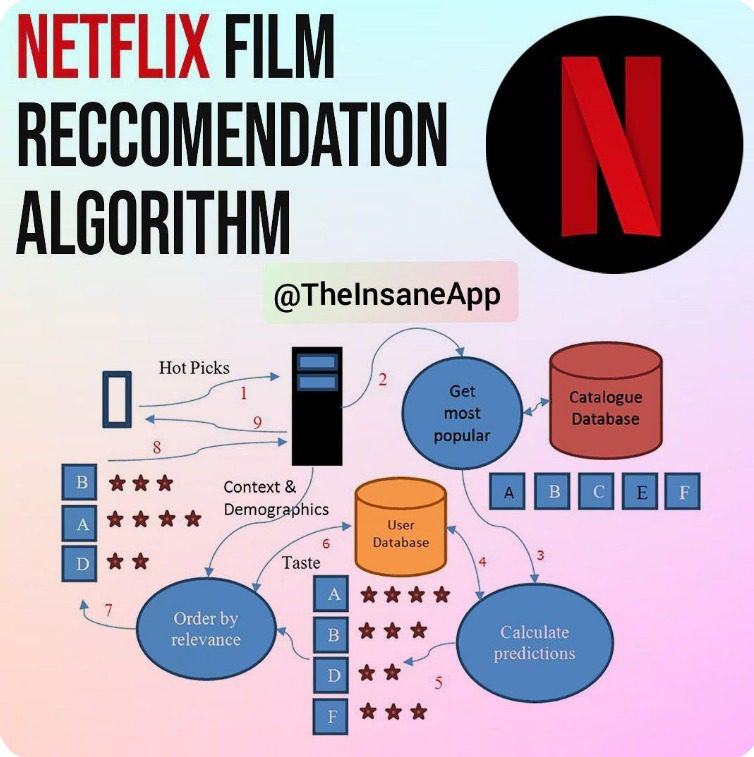 NETFLIX FILM
RECCOMENDATION
ALGORITHM
N
@TheInsaneApp
Hot Picks
1
2
9
8
Get
most
popular
Catalogue
Database
A B C E F
B
A
D
Context &
Demographics
User
Database
6
4
3
Taste
A
B
D
F
Order by
relevance
7
Calculate
predictions
5